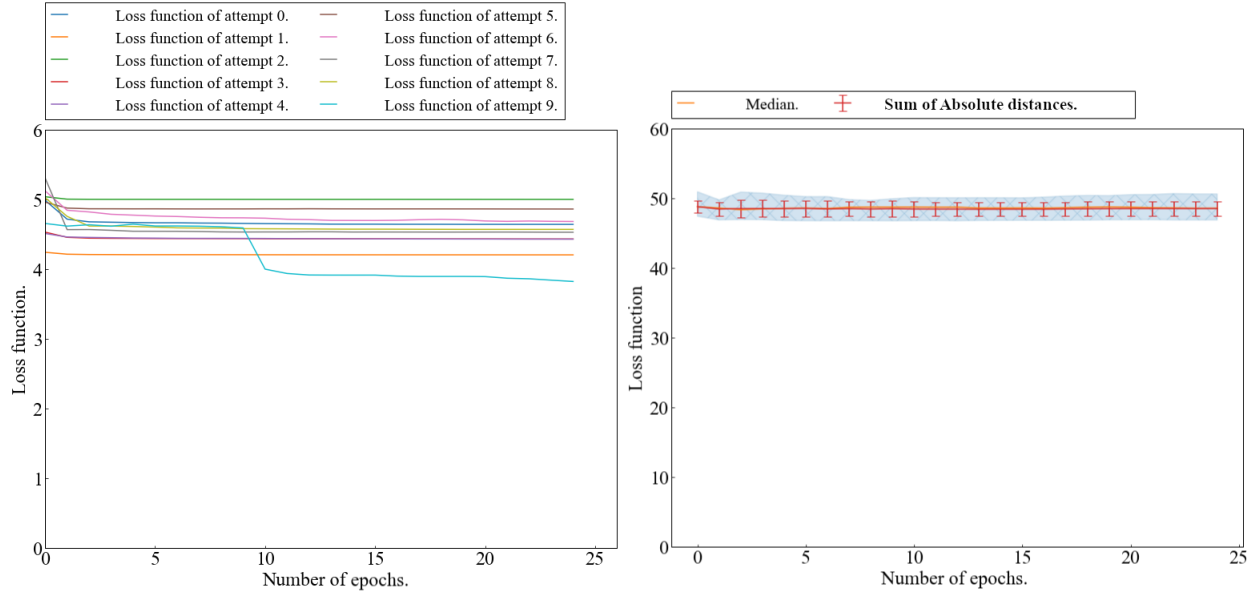 Loss function of attempt 0.
Loss function of attempt 1.
Loss function of attempt 2.
Loss function of attempt 3.
Loss function of attempt 4.
Loss function of attempt 5.
Loss function of attempt 6.
Loss function of attempt 7.
Loss function of attempt 8.
Loss function of attempt 9.
6
5
4
3
2
1
0
Loss function.
0
5
10
15
20
25
Number of epochs.
Median.
Sum of Absolute distances.
60
50
40
30
20
10
0
Loss function
0
5
10
15
20
25
Number of epochs.